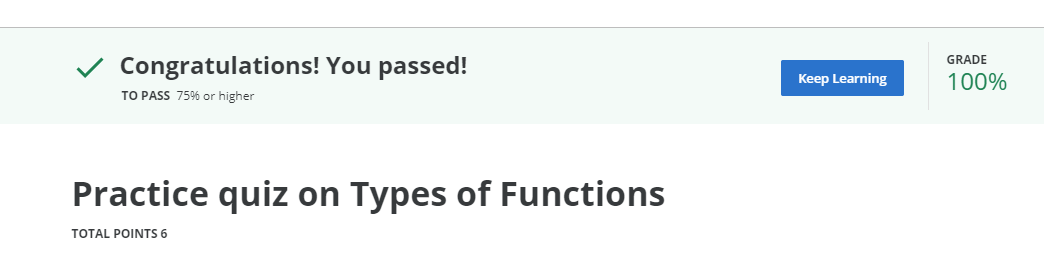 Congratulations! You passed!
TO PASS 75% or higher
Keep Learning
GRADE
100%
Practice quiz on Types of Functions
TOTAL POINTS 6